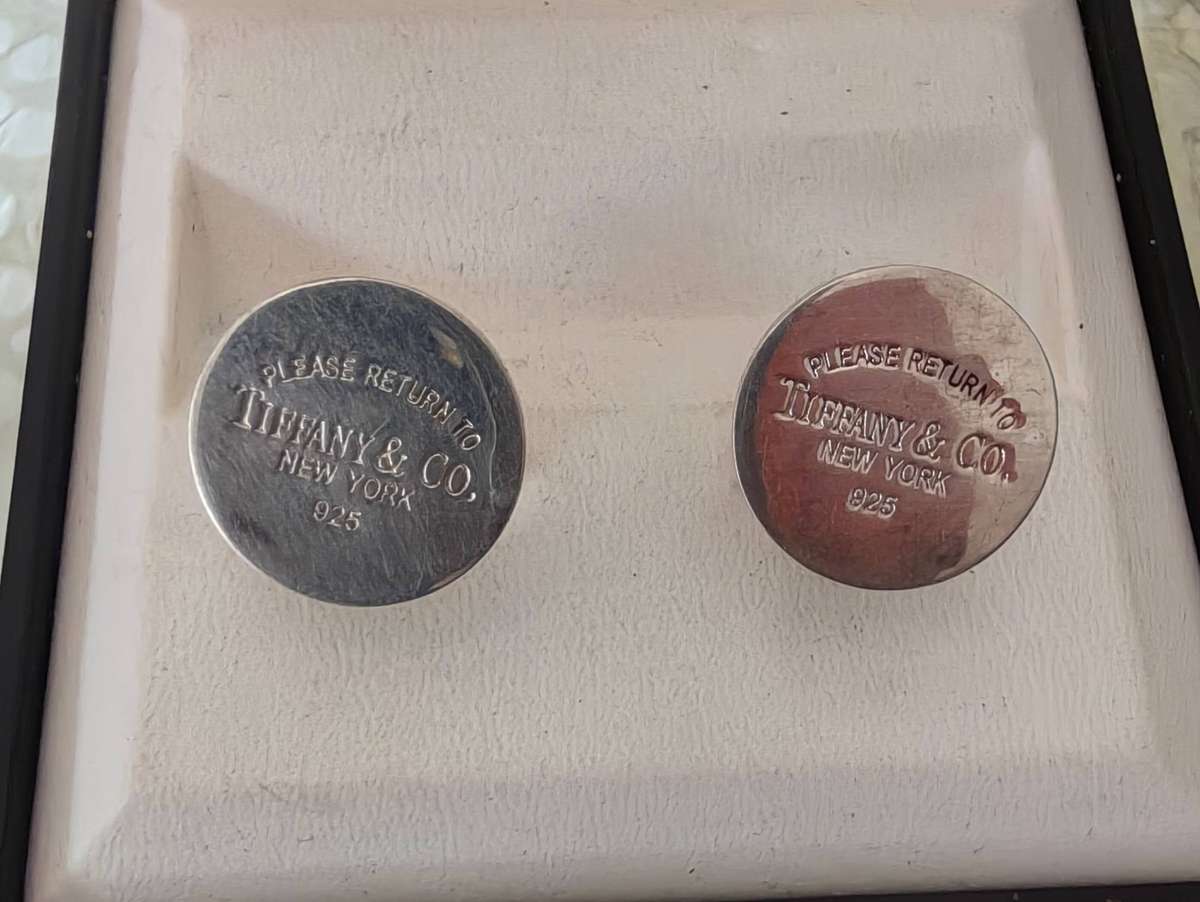 PLEASE RETURN TO
TIFFANY & CO.
NEW YORK
925
PLEASE RETURN TO
TIFFANY & CO.
NEW YORK
925